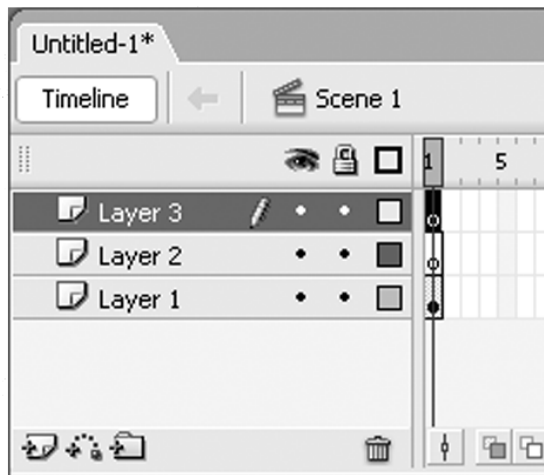 Untitled-1*
Timeline Scene 1
1 5
Layer 3
Layer 2
Layer 1